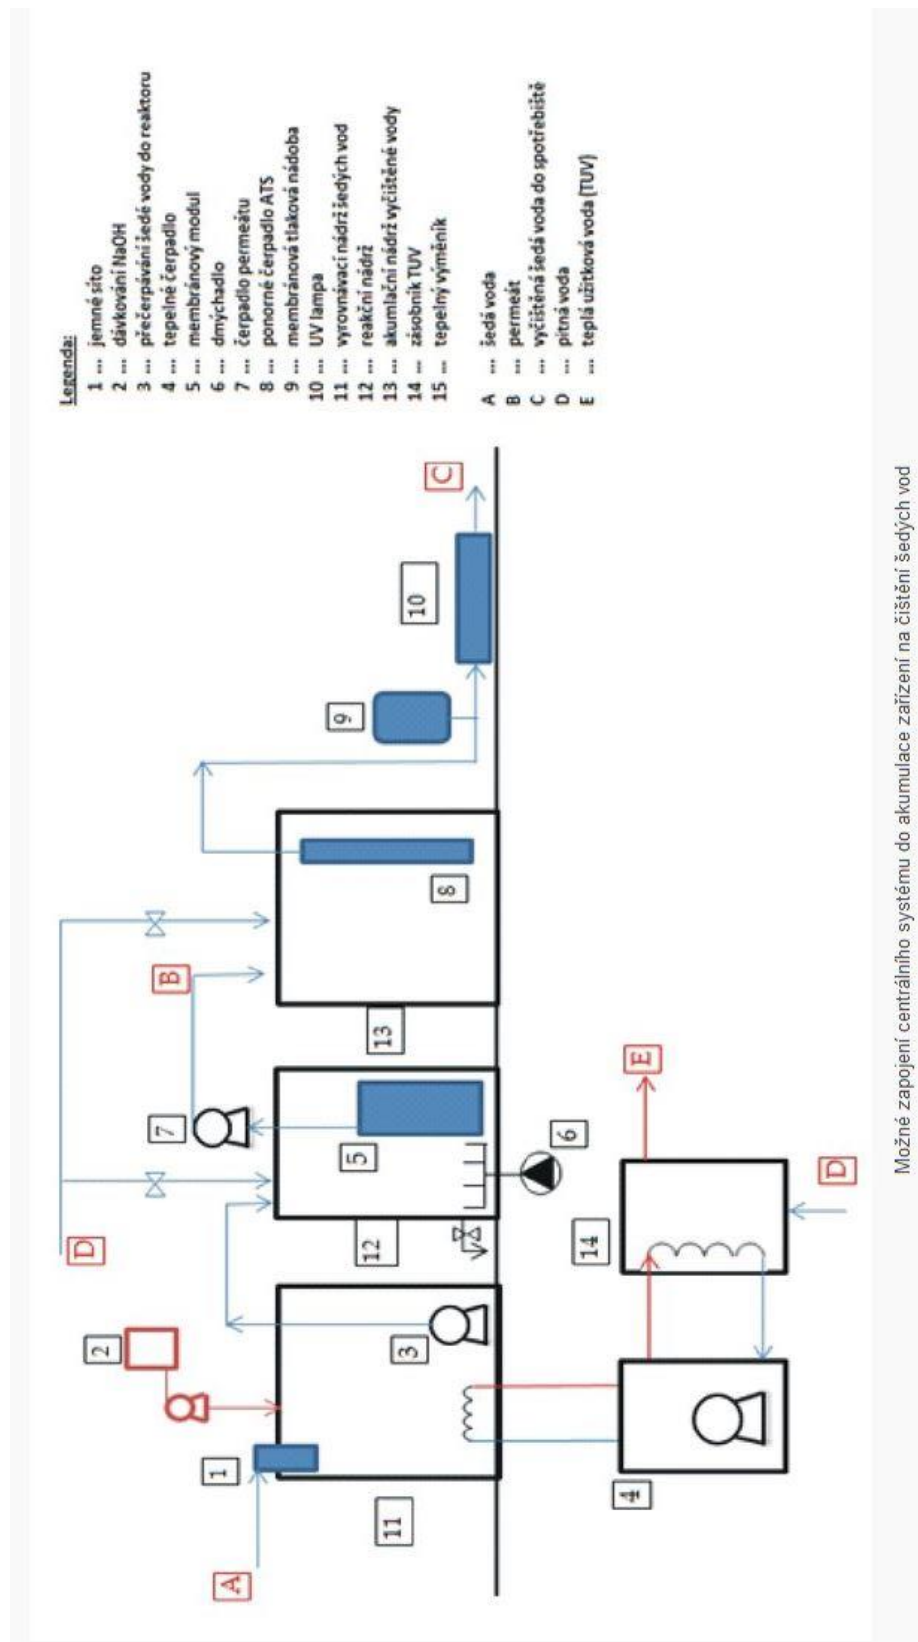 Legenda:
1 ... jemné síto
2 ... dávkování NaOH
3 ... přečerpávání šedé vody do reaktoru
4 ... tepelné čerpadlo
5 ... membránový modul
6 ... dmýchadlo
7 ... čerpadlo permeátu
8 ... ponorné čerpadlo ATS
9 ... membránová tlaková nádoba
10 ... UV lampa
11 ... vyrovnávací nádrž šedých vod
12 ... reakční nádrž
13 ... akumlační nádrž vyčištěné vody
14 ... zásobník TUV
15 ... tepelný výměník
A ... šedá voda
B ... permeát
C ... vyčištěná šedá voda do spotřebiště
D ... pitná voda
E ... teplá užitková voda (TUV)
A
1
2
D
7
B
9
10
C
11
3
12
5
13
8
6
4
14
E
D
Možné zapojení centrálního systému do akumulace zařízení na čištění šedých vod